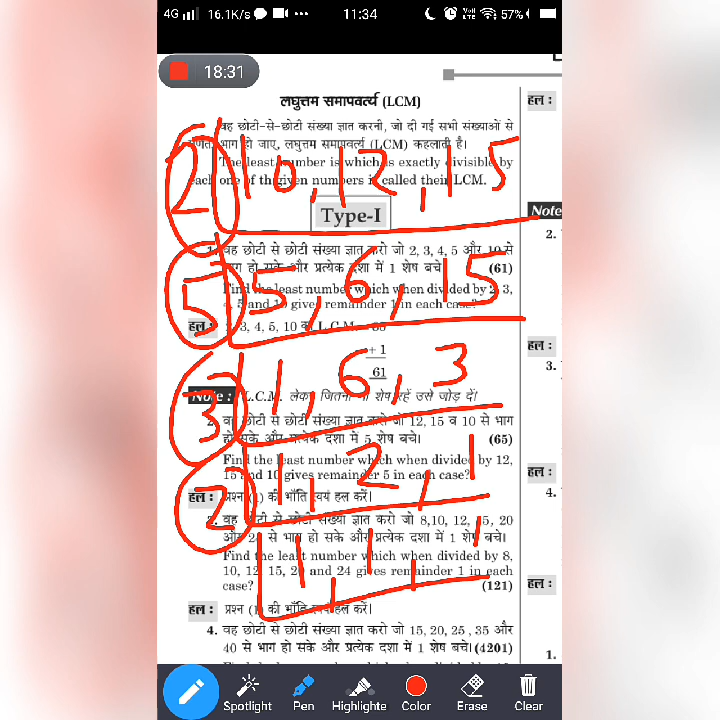 4G 16.1K/s 11:34 57%
18:31
लघुत्तम समापवर्त्य (LCM)
हल :
वह छोटी-से-छोटी संख्या ज्ञात करनी, जो दी गई सभी संख्याओं से
भाग हो जाए, लघुत्तम समापवर्त्य (LCM) कहलाती है।
The least number is which is exactly divisible by
each one of the given numbers is called their LCM.
2 10, 12, 15
Type-I
Note
2.
वह छोटी से छोटी संख्या ज्ञात करो जो 2, 3, 4, 5 और 10 से
भाग हो सके और प्रत्येक दशा में 1 शेष बचे। (61)
Find the least number which when divided by 2, 3,
4, 5 and 10 gives remainder 1 in each case?
5 5, 6, 15
हल : 3, 4, 5, 10 L.C.M.
हल :
+ 1
61
3.
3 1, 6, 3
Note : L.C.M. लेकर जितना शेष रहें उसे जोड़ दें।
2. वह छोटी से छोटी संख्या ज्ञात करो जो 12, 15 व 10 से भाग
हो सके और प्रत्येक दशा में 5 शेष बचे। (65)
Find the least number which when divided by 12,
15 and 10 gives remainder 5 in each case?
हल :
2 1, 2, 1
हल : प्रश्न (1) की भाँति स्वयं हल करें।
4.
3. वह छोटी से छोटी संख्या ज्ञात करो जो 8,10, 12, 15, 20
और 24 से भाग हो सके और प्रत्येक दशा में 1 शेष बचे।
Find the least number which when divided by 8,
10, 12 15, 20 and 24 gives remainder 1 in each
case? (121)
हल :
1, 1, 1
हल : प्रश्न (1) की भाँति स्वयं हल करें।
4. वह छोटी से छोटी संख्या ज्ञात करो जो 15, 20, 25 , 35 और
40 से भाग हो सके और प्रत्येक दशा में 1 शेष बचे। (4201)
1.
Spotlight Pen Highlighte Color Erase Clear